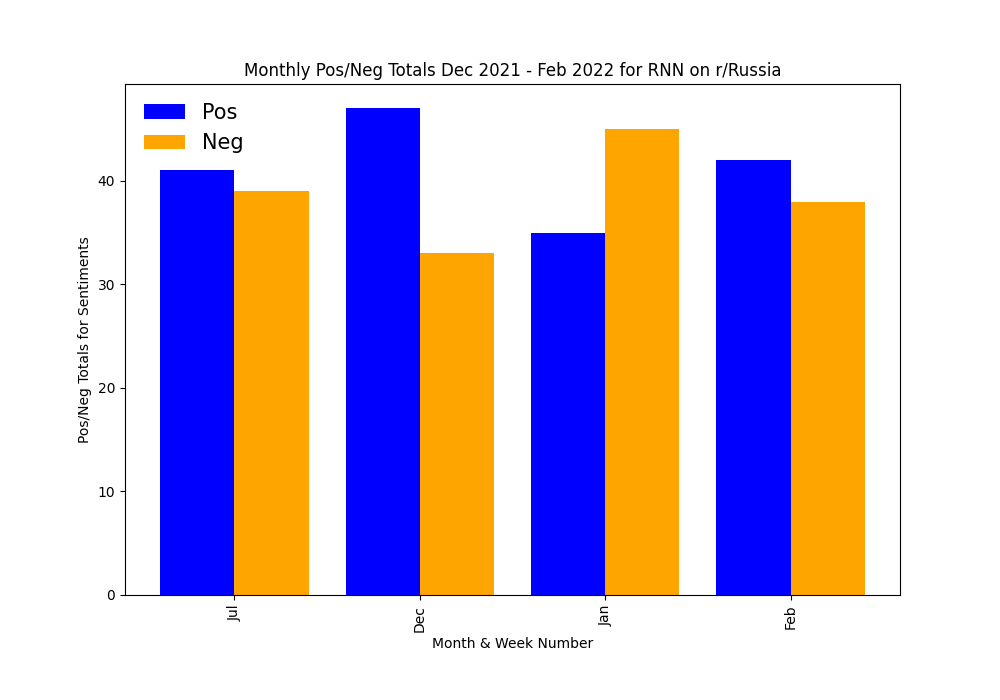 Monthly Pos/Neg Totals Dec 2021 - Feb 2022 for RNN on r/Russia
Pos
Neg
Pos/Neg Totals for Sentiments
40
30
20
10
0
Jul
Dec
Jan
Feb
Month & Week Number